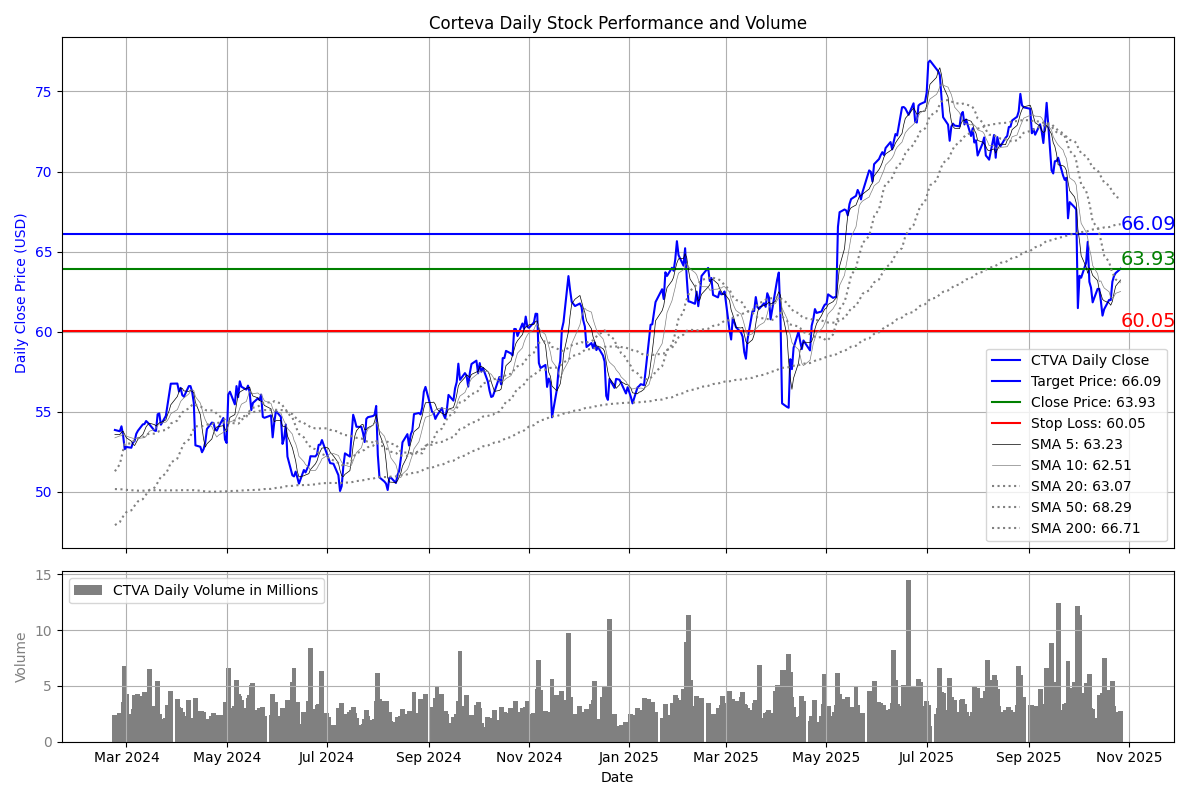 Corteva Daily Stock Performance and Volume
Daily Close Price (USD)
75
70
65
60
55
50
66.09
63.93
60.05
CTVA Daily Close
Target Price: 66.09
Close Price: 63.93
Stop Loss: 60.05
SMA 5: 63.23
SMA 10: 62.51
SMA 20: 63.07
SMA 50: 68.29
SMA 200: 66.71
Volume
15
10
5
0
CTVA Daily Volume in Millions
Mar 2024 May 2024 Jul 2024 Sep 2024 Nov 2024 Jan 2025 Mar 2025 May 2025 Jul 2025 Sep 2025 Nov 2025
Date